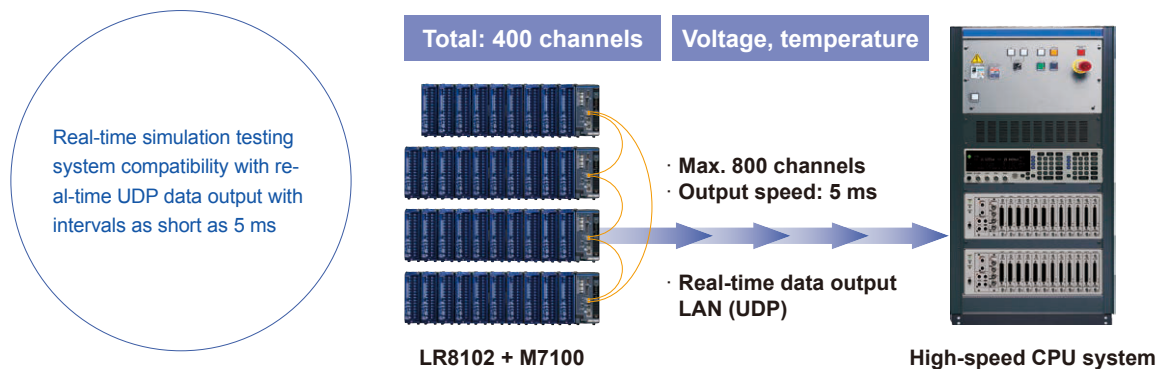 Real-time simulation testing
system compatibility with re-
al-time UDP data output with
intervals as short as 5 ms
Total: 400 channels
Voltage, temperature
· Max. 800 channels
· Output speed: 5 ms
· Real-time data output
LAN (UDP)
LR8102 + M7100
High-speed CPU system